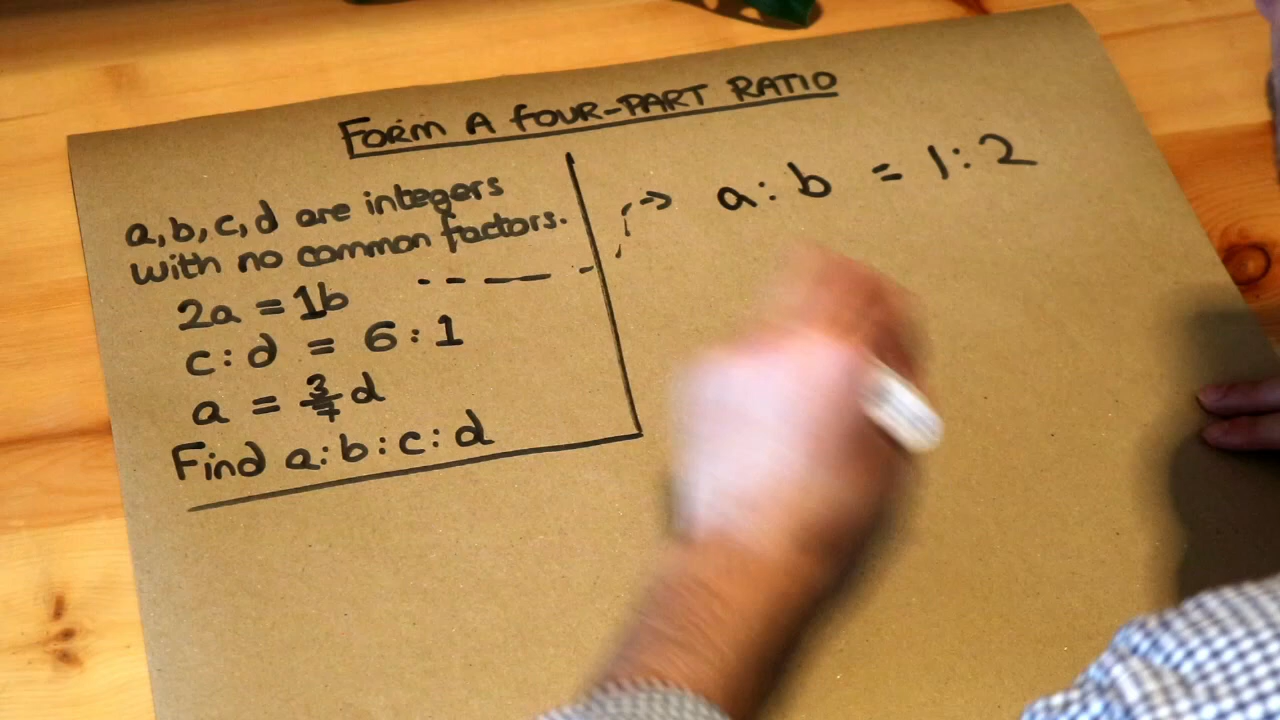 FORM A FOUR-PART RATIO
a, b, c, d are integers
with no common factors.
2a = 1b
c : d = 6 : 1
a = 3/7 d
Find a : b : c : d
a : b = 1 : 2